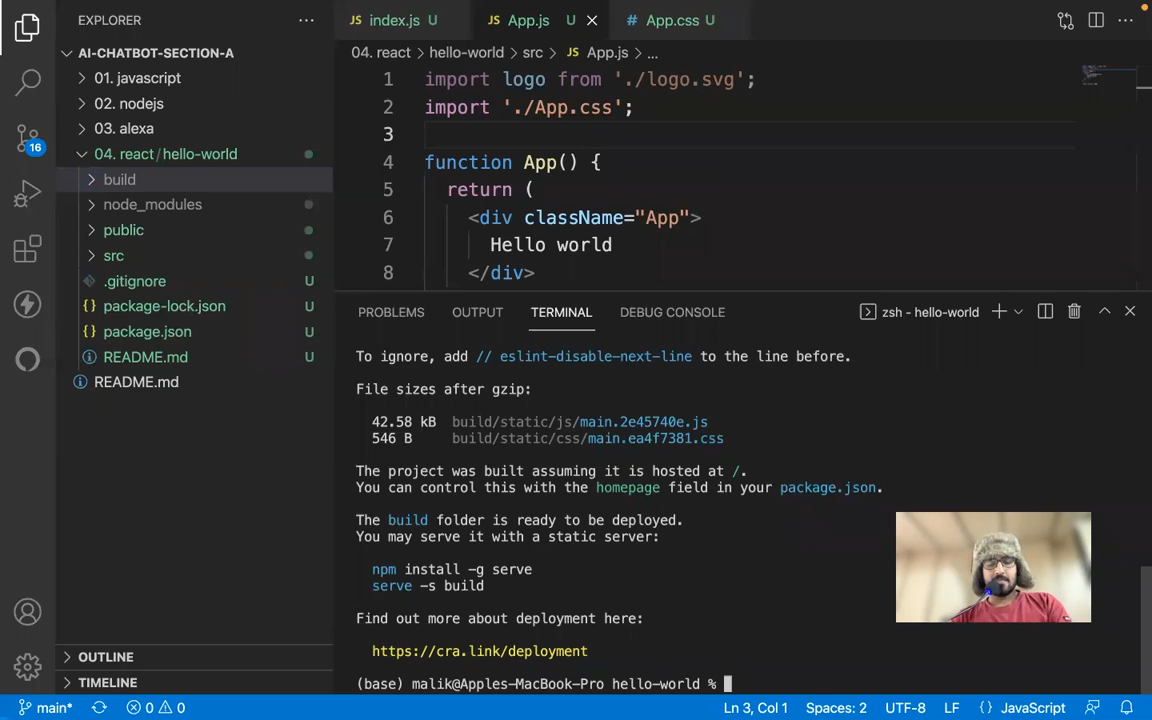 EXPLORER
AI-CHATBOT-SECTION-A
01. javascript
02. nodejs
03. alexa
04. react / hello-world
build
node_modules
public
src
.gitignore U
package-lock.json U
package.json U
README.md U
README.md
OUTLINE
TIMELINE
16
JS index.js U
JS App.js U
# App.css U
04. react > hello-world > src > JS App.js > ...
1 import logo from './logo.svg';
2 import './App.css';
3
4 function App() {
5 return (
6 <div className="App">
7 Hello world
8 </div>
PROBLEMS OUTPUT TERMINAL DEBUG CONSOLE zsh - hello-world
To ignore, add // eslint-disable-next-line to the line before.
File sizes after gzip:
42.58 kB build/static/js/main.2e45740e.js
546 B build/static/css/main.ea4f7381.css
The project was built assuming it is hosted at /.
You can control this with the homepage field in your package.json.
The build folder is ready to be deployed.
You may serve it with a static server:
npm install -g serve
serve -s build
Find out more about deployment here:
https://cra.link/deployment
(base) malik@Apples-MacBook-Pro hello-world %
main* 0 0 Ln 3, Col 1 Spaces: 2 UTF-8 LF {} JavaScript